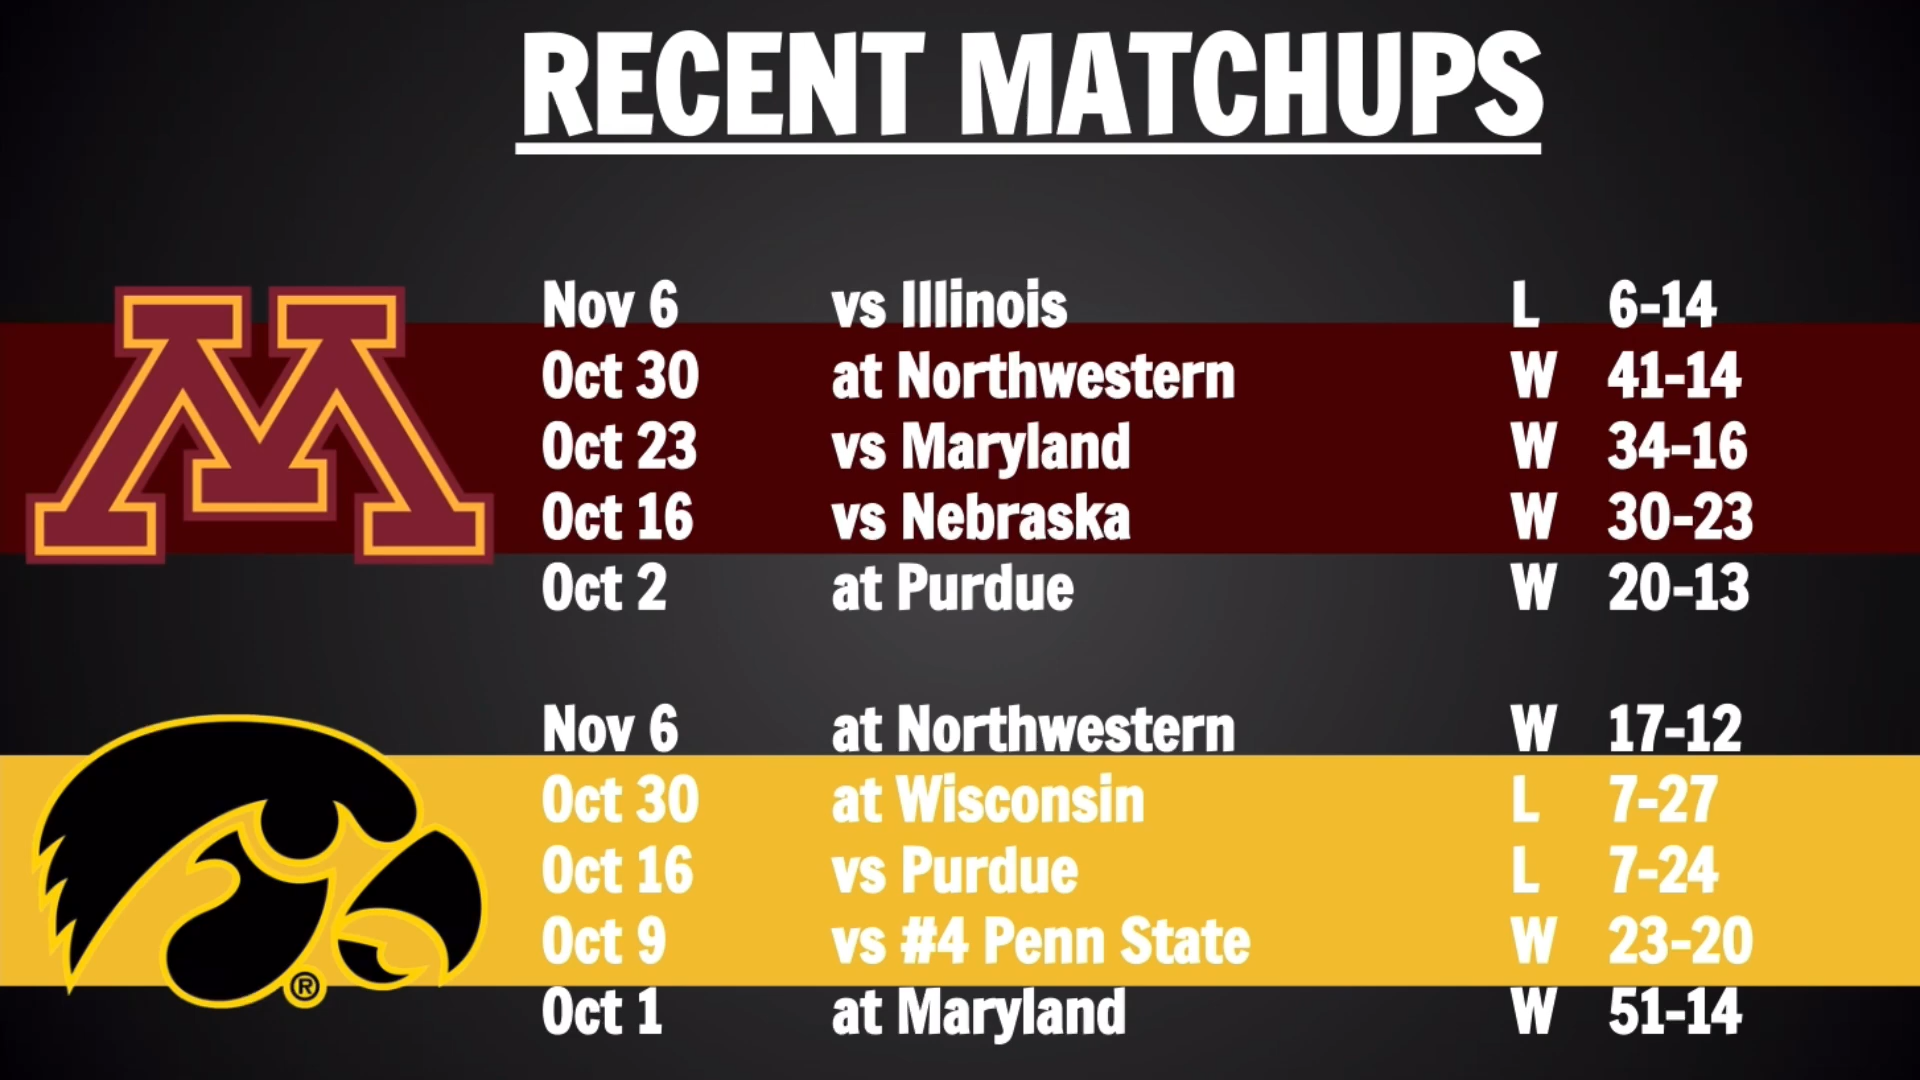 RECENT MATCHUPS
Nov 6 vs Illinois L 6-14
Oct 30 at Northwestern W 41-14
Oct 23 vs Maryland W 34-16
Oct 16 vs Nebraska W 30-23
Oct 2 at Purdue W 20-13
Nov 6 at Northwestern W 17-12
Oct 30 at Wisconsin L 7-27
Oct 16 vs Purdue L 7-24
Oct 9 vs #4 Penn State W 23-20
Oct 1 at Maryland W 51-14
M
®